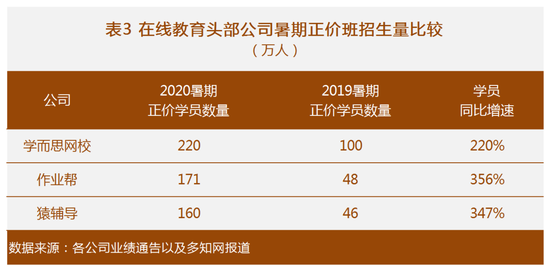 表3 在线教育头部公司暑期正价班招生量比较
（万人）
公司 2020暑期正价学员数量 2019暑期正价学员数量 学员同比增速
学而思网校 220 100 220%
作业帮 171 48 356%
猿辅导 160 46 347%
数据来源：各公司业绩通告以及多知网报道